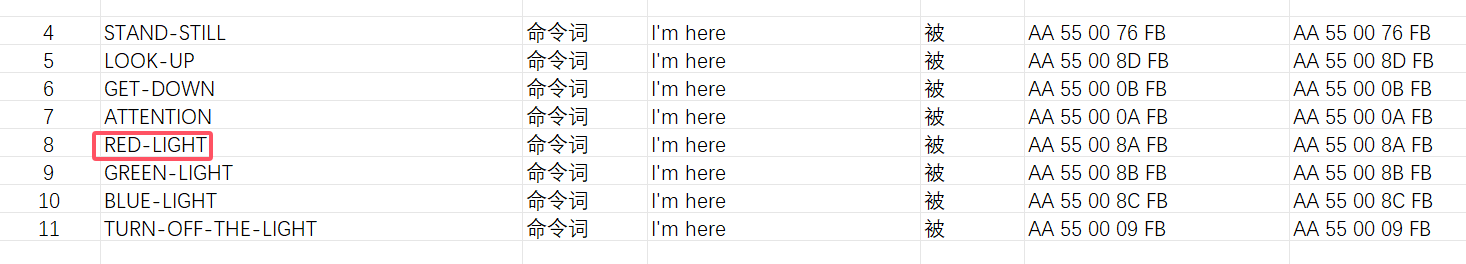 4 STAND-STILL 命令词 I'm here 被 AA 55 00 76 FB AA 55 00 76 FB
5 LOOK-UP 命令词 I'm here 被 AA 55 00 8D FB AA 55 00 8D FB
6 GET-DOWN 命令词 I'm here 被 AA 55 00 0B FB AA 55 00 0B FB
7 ATTENTION 命令词 I'm here 被 AA 55 00 0A FB AA 55 00 0A FB
8 RED-LIGHT 命令词 I'm here 被 AA 55 00 8A FB AA 55 00 8A FB
9 GREEN-LIGHT 命令词 I'm here 被 AA 55 00 8B FB AA 55 00 8B FB
10 BLUE-LIGHT 命令词 I'm here 被 AA 55 00 8C FB AA 55 00 8C FB
11 TURN-OFF-THE-LIGHT 命令词 I'm here 被 AA 55 00 09 FB AA 55 00 09 FB